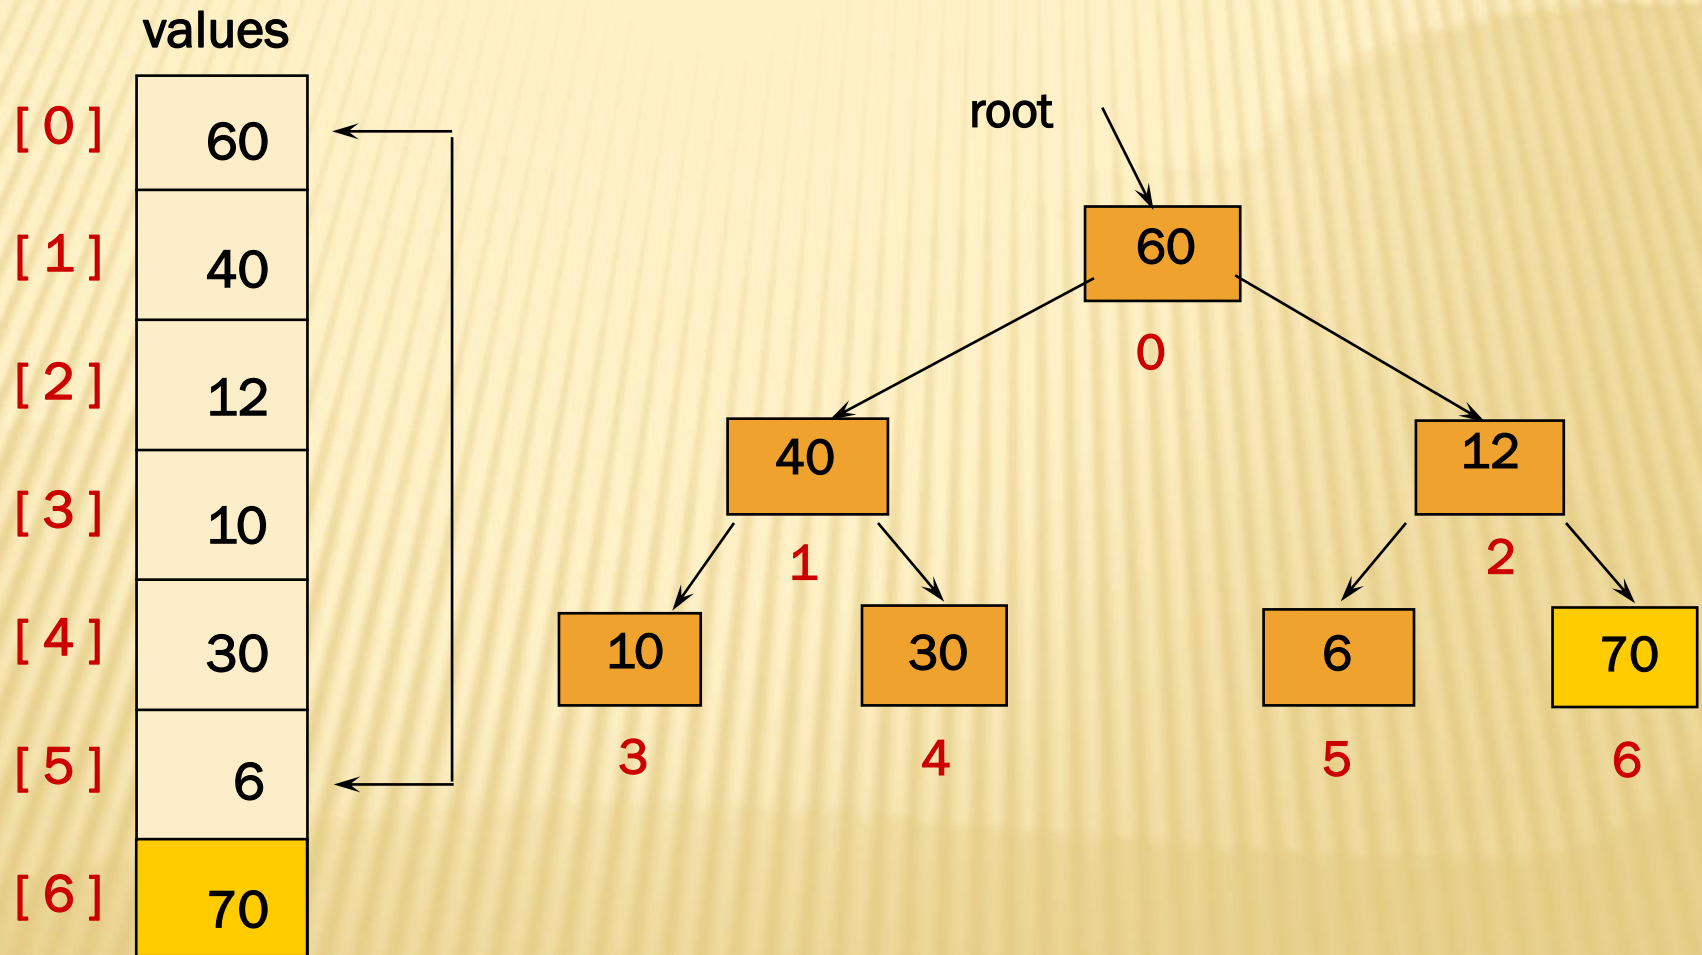 values
[ 0 ] 60
[ 1 ] 40
[ 2 ] 12
[ 3 ] 10
[ 4 ] 30
[ 5 ] 6
[ 6 ] 70
root
60
0
40 12
1 2
10 30 6 70
3 4 5 6